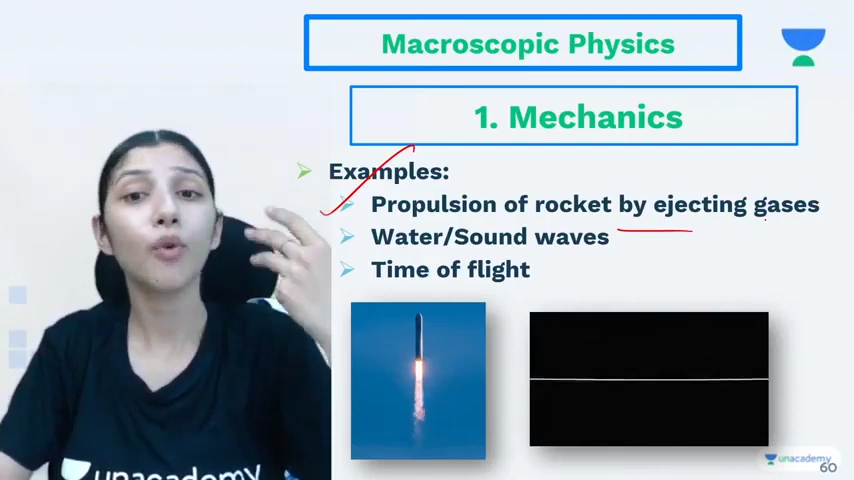 Macroscopic Physics
1. Mechanics
Examples:
Propulsion of rocket by ejecting gases
Water/Sound waves
Time of flight
unacademy
unacademy
60